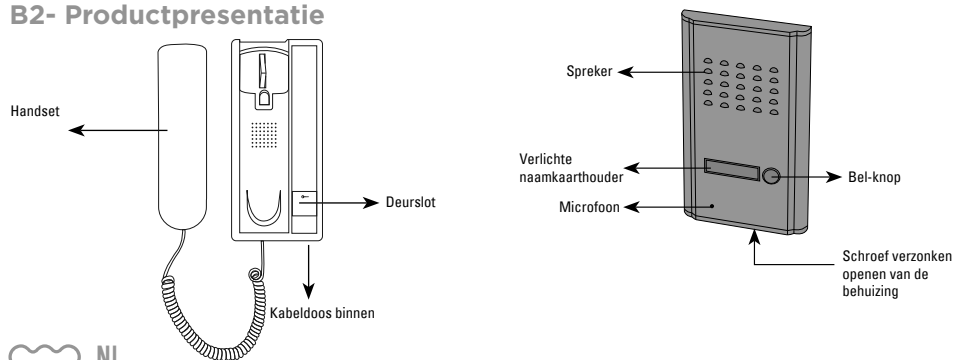 B2- Productpresentatie
Handset
Deurslot
Kabeldoos binnen
Spreker
Verlichte
naamkaarthouder
Microfoon
Bel-knop
Schroef verzonken
openen van de
behuizing
NL